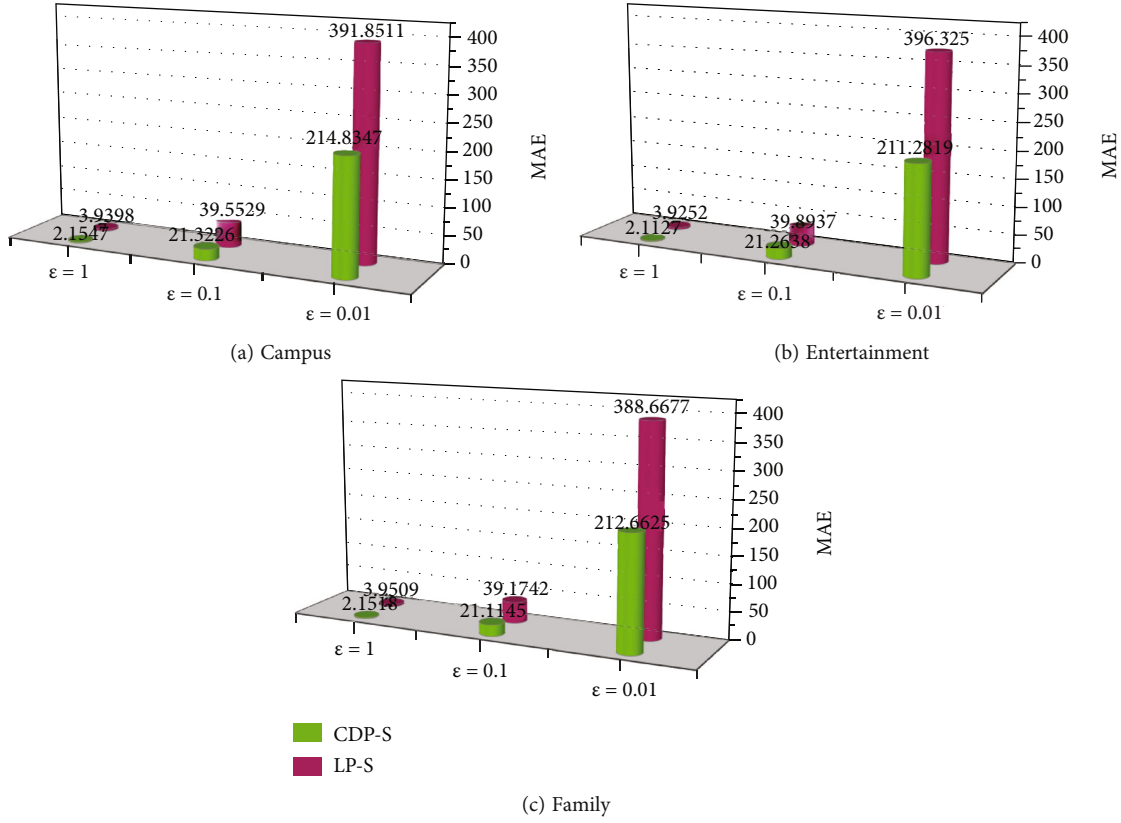 391.8511
400
350
300
250
214.8347
200
150
100
50
0
MAE
3.9398
39.5529
2.1547
21.3226
ε = 1
ε = 0.1
ε = 0.01
(a) Campus
396.325
400
350
300
250
211.2819
200
150
100
50
0
MAE
3.9252
39.8937
2.1127
21.2638
ε = 1
ε = 0.1
ε = 0.01
(b) Entertainment
388.6677
400
350
300
250
212.6625
200
150
100
50
0
MAE
3.9509
39.1742
2.1518
21.1145
ε = 1
ε = 0.1
ε = 0.01
CDP-S
LP-S
(c) Family